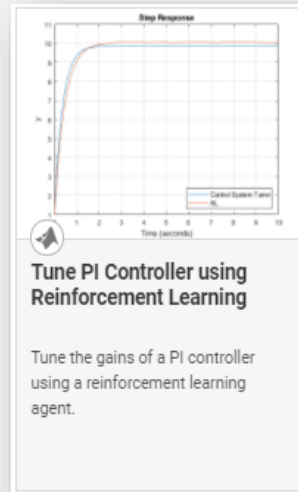 Step Response
11
10
9
8
7
6
5
4
3
2
1
y
1 2 3 4 5 6 7 8 9 10
Time (seconds)
Control System Tuner
RL
Tune PI Controller using
Reinforcement Learning
Tune the gains of a PI controller
using a reinforcement learning
agent.